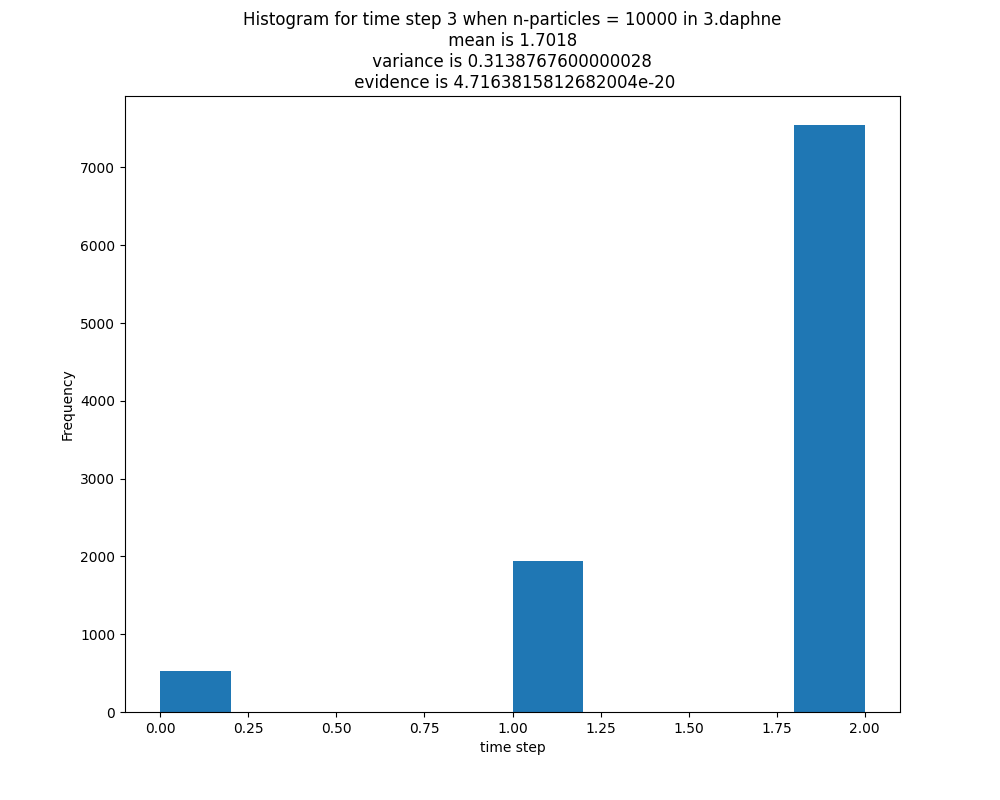 Histogram for time step 3 when n-particles = 10000 in 3.daphne
mean is 1.7018
variance is 0.3138767600000028
evidence is 4.7163815812682004e-20
7000
6000
5000
4000
3000
2000
1000
0
Frequency
0.00 0.25 0.50 0.75 1.00 1.25 1.50 1.75 2.00
time step